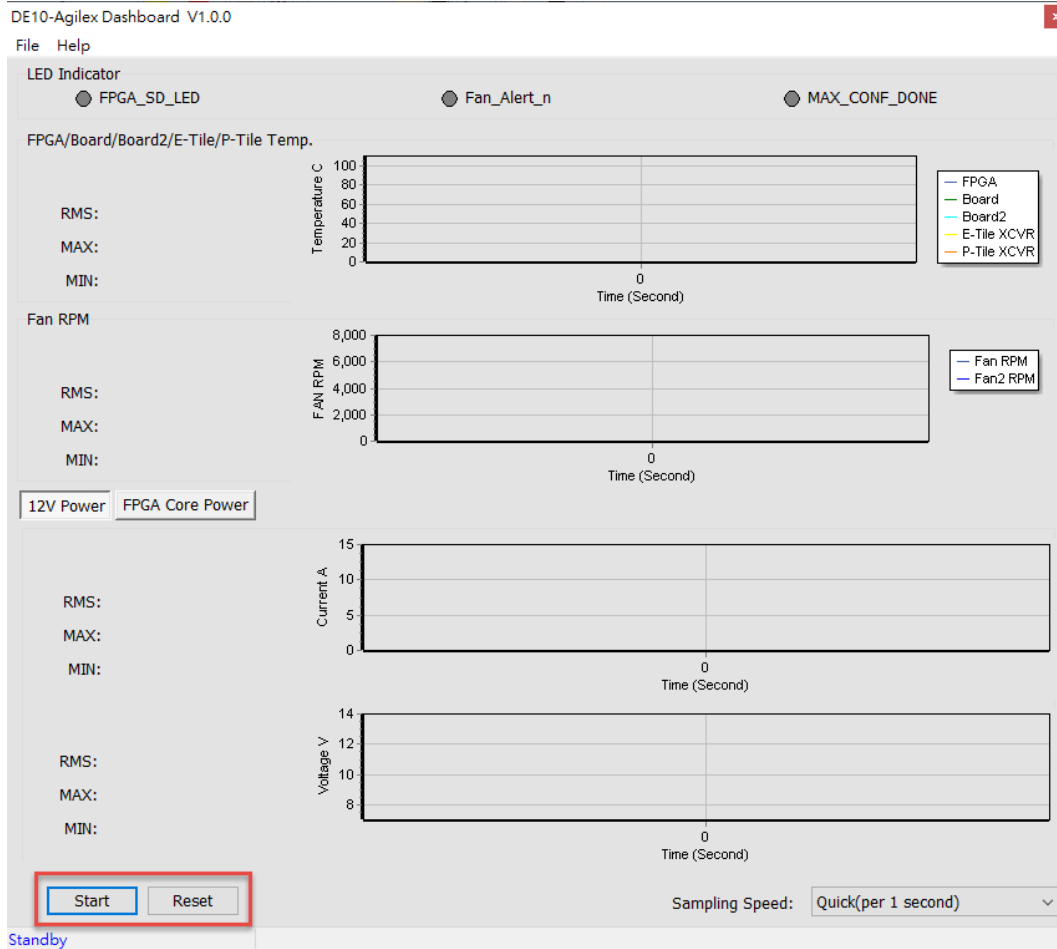 DE10-Agilex Dashboard V1.0.0
File Help
LED Indicator
FPGA_SD_LED Fan_Alert_n MAX_CONF_DONE
FPGA/Board/Board2/E-Tile/P-Tile Temp.
RMS:
MAX:
MIN:
Temperature C
100
80
60
40
20
0
0
Time (Second)
FPGA
Board
Board2
E-Tile XCVR
P-Tile XCVR
Fan RPM
RMS:
MAX:
MIN:
FAN RPM
8,000
6,000
4,000
2,000
0
0
Time (Second)
Fan RPM
Fan2 RPM
12V Power FPGA Core Power
RMS:
MAX:
MIN:
Current A
15
10
5
0
0
Time (Second)
RMS:
MAX:
MIN:
Voltage V
14
12
10
8
0
Time (Second)
Start Reset
Sampling Speed: Quick(per 1 second)
Standby